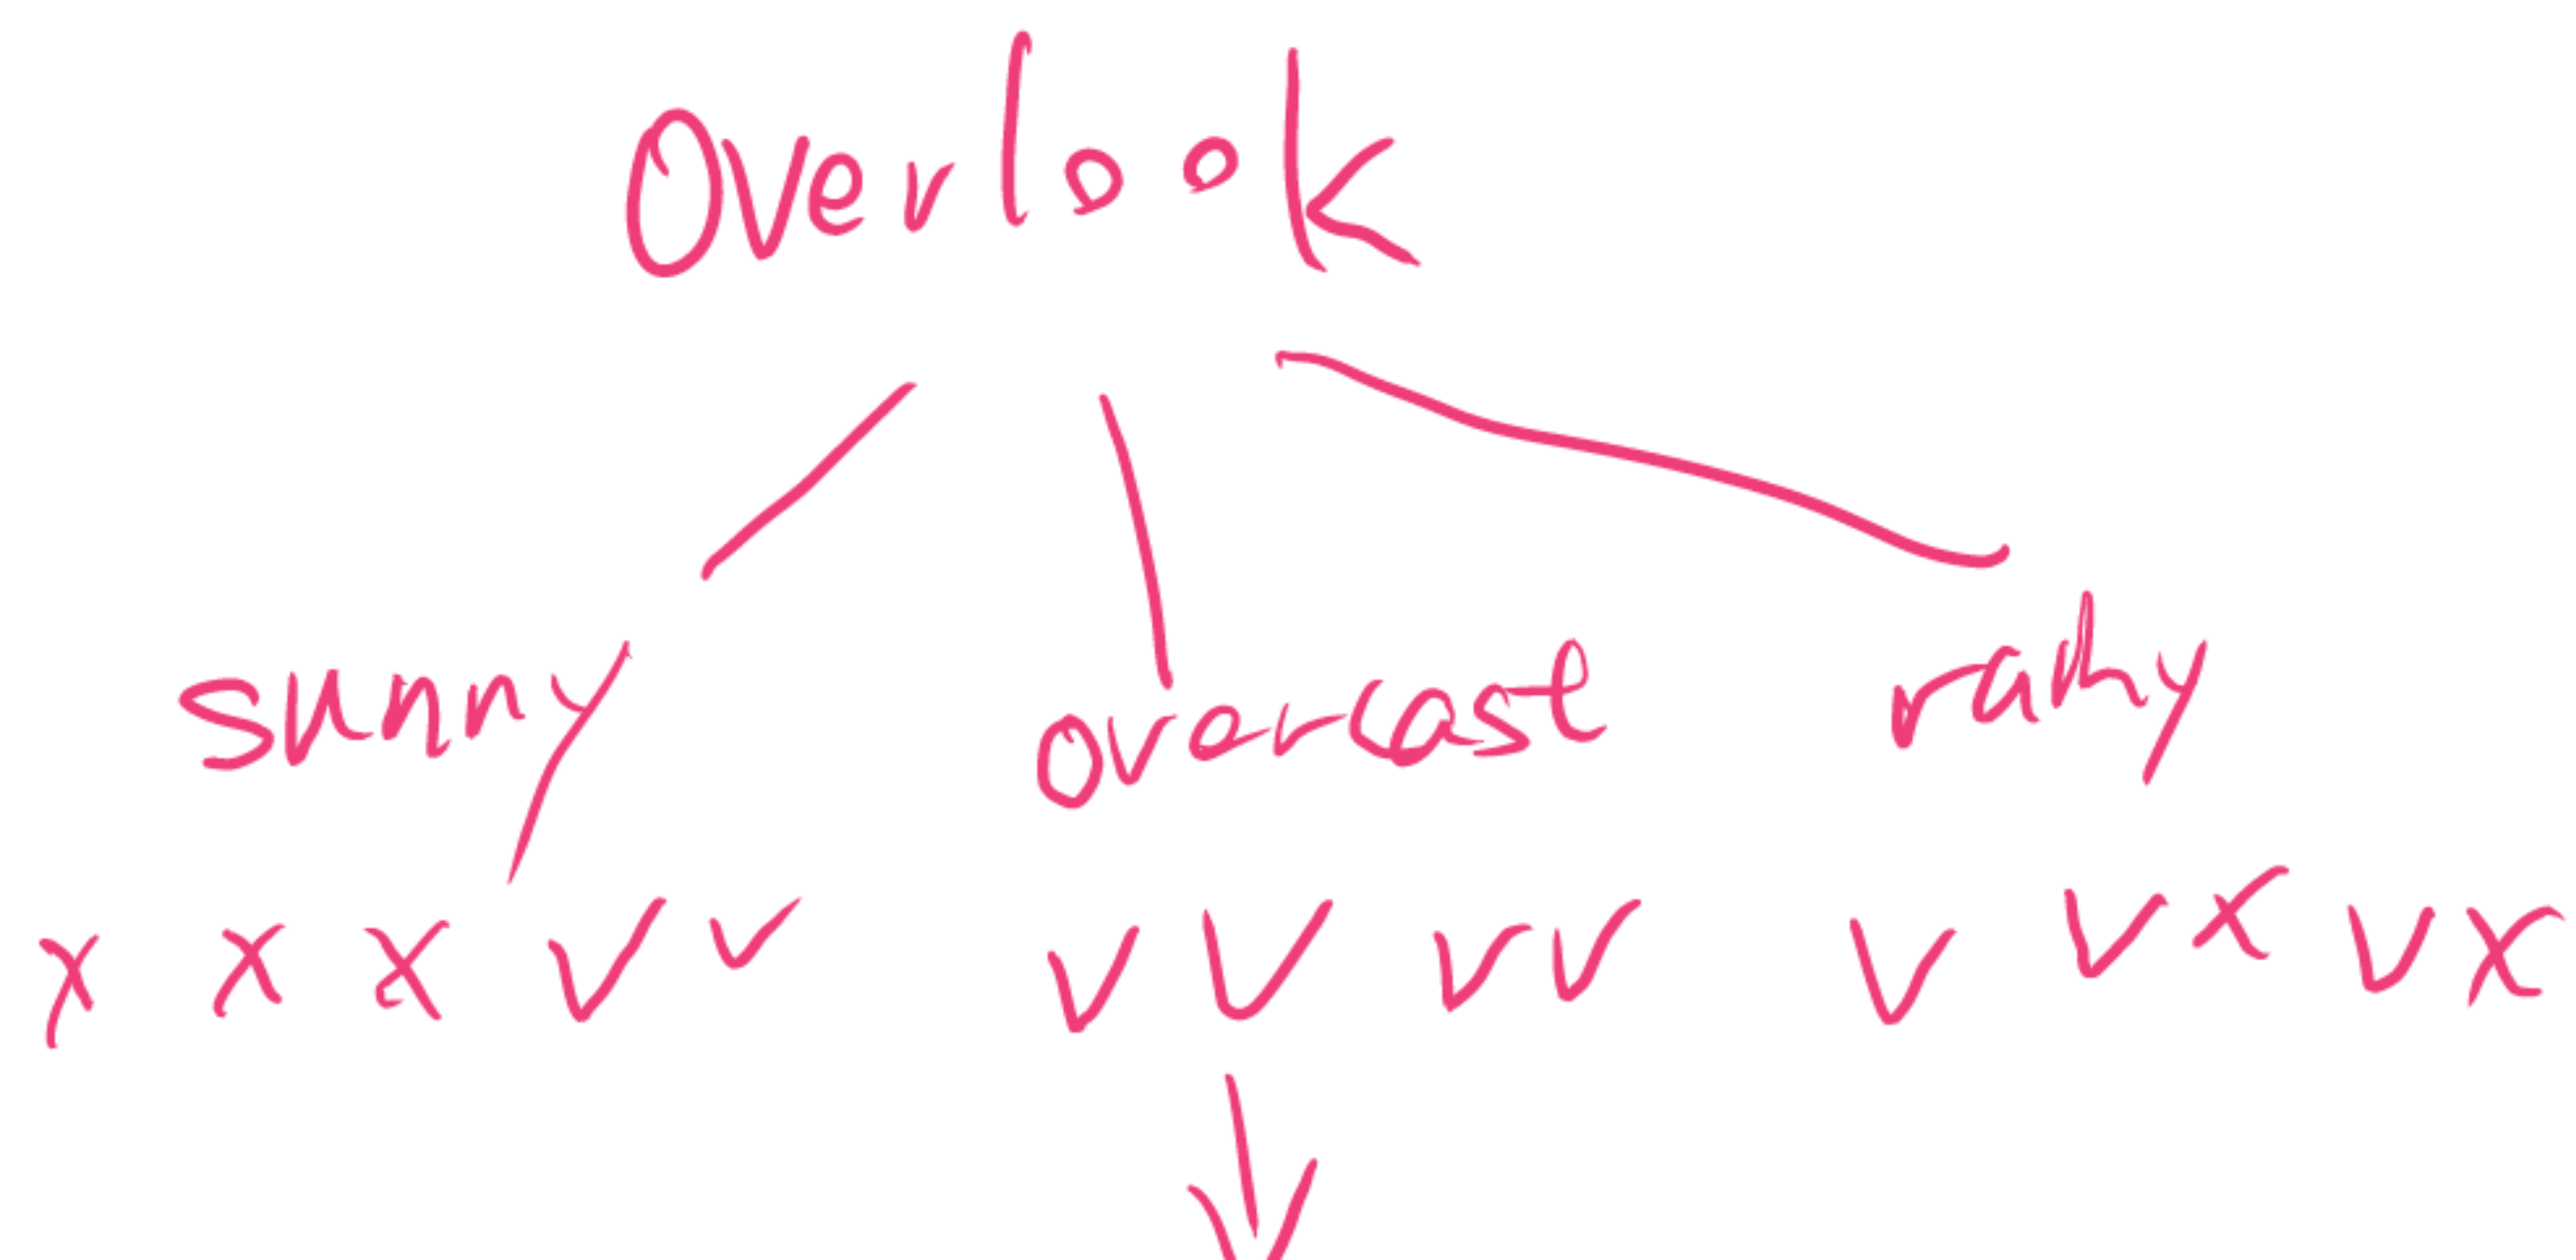 Overlook
sunny overcast rainy
x x x ✓ ✓ ✓ ✓ ✓ ✓ ✓ ✓ x ✓ x